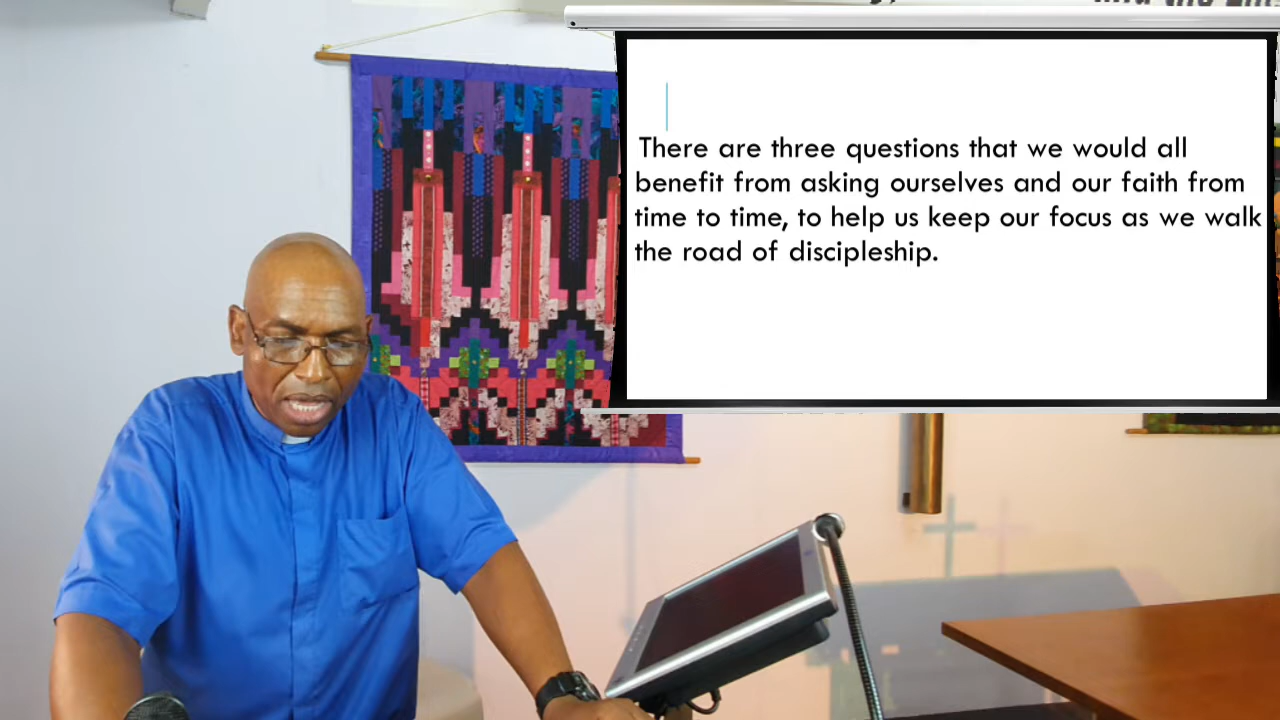 There are three questions that we would all
benefit from asking ourselves and our faith from
time to time, to help us keep our focus as we walk
the road of discipleship.